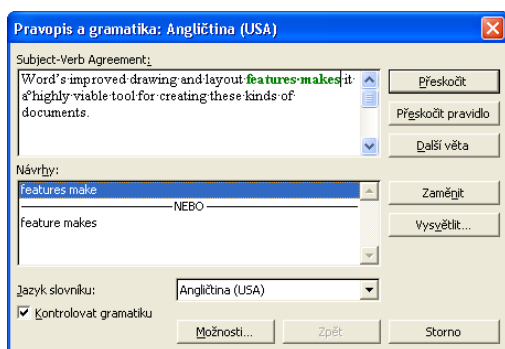 Pravopis a gramatika: Angličtina (USA)
Subject-Verb Agreement:
Word's improved drawing and layout features makes it
a highly viable tool for creating these kinds of
documents.
Přeskočit
Přeskočit pravidlo
Další věta
Návrhy:
features make
NEBO
feature makes
Zaměnit
Vysvětlit...
Jazyk slovníku:
Angličtina (USA)
Kontrolovat gramatiku
Možnosti...
Zpět
Storno